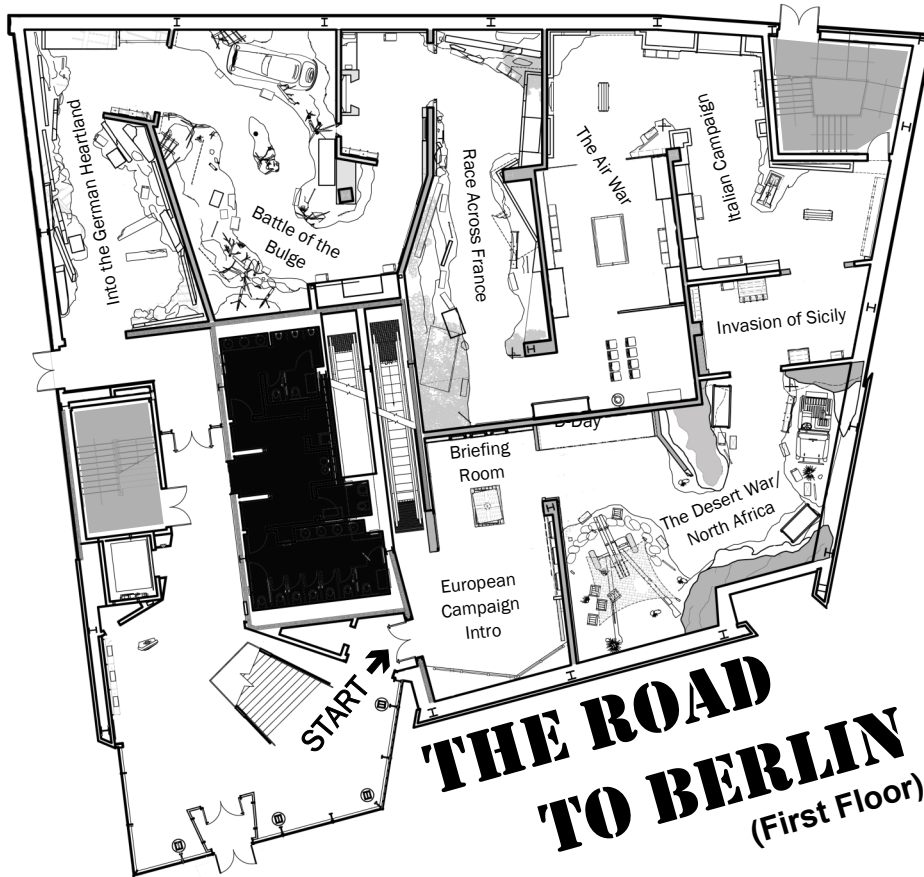 Into the German Heartland
Battle of the
Bulge
Race Across France
The Air War
Italian Campaign
Invasion of Sicily
D-Day
Briefing
Room
The Desert War/
North Africa
European
Campaign
Intro
START
THE ROAD
TO BERLIN
(First Floor)